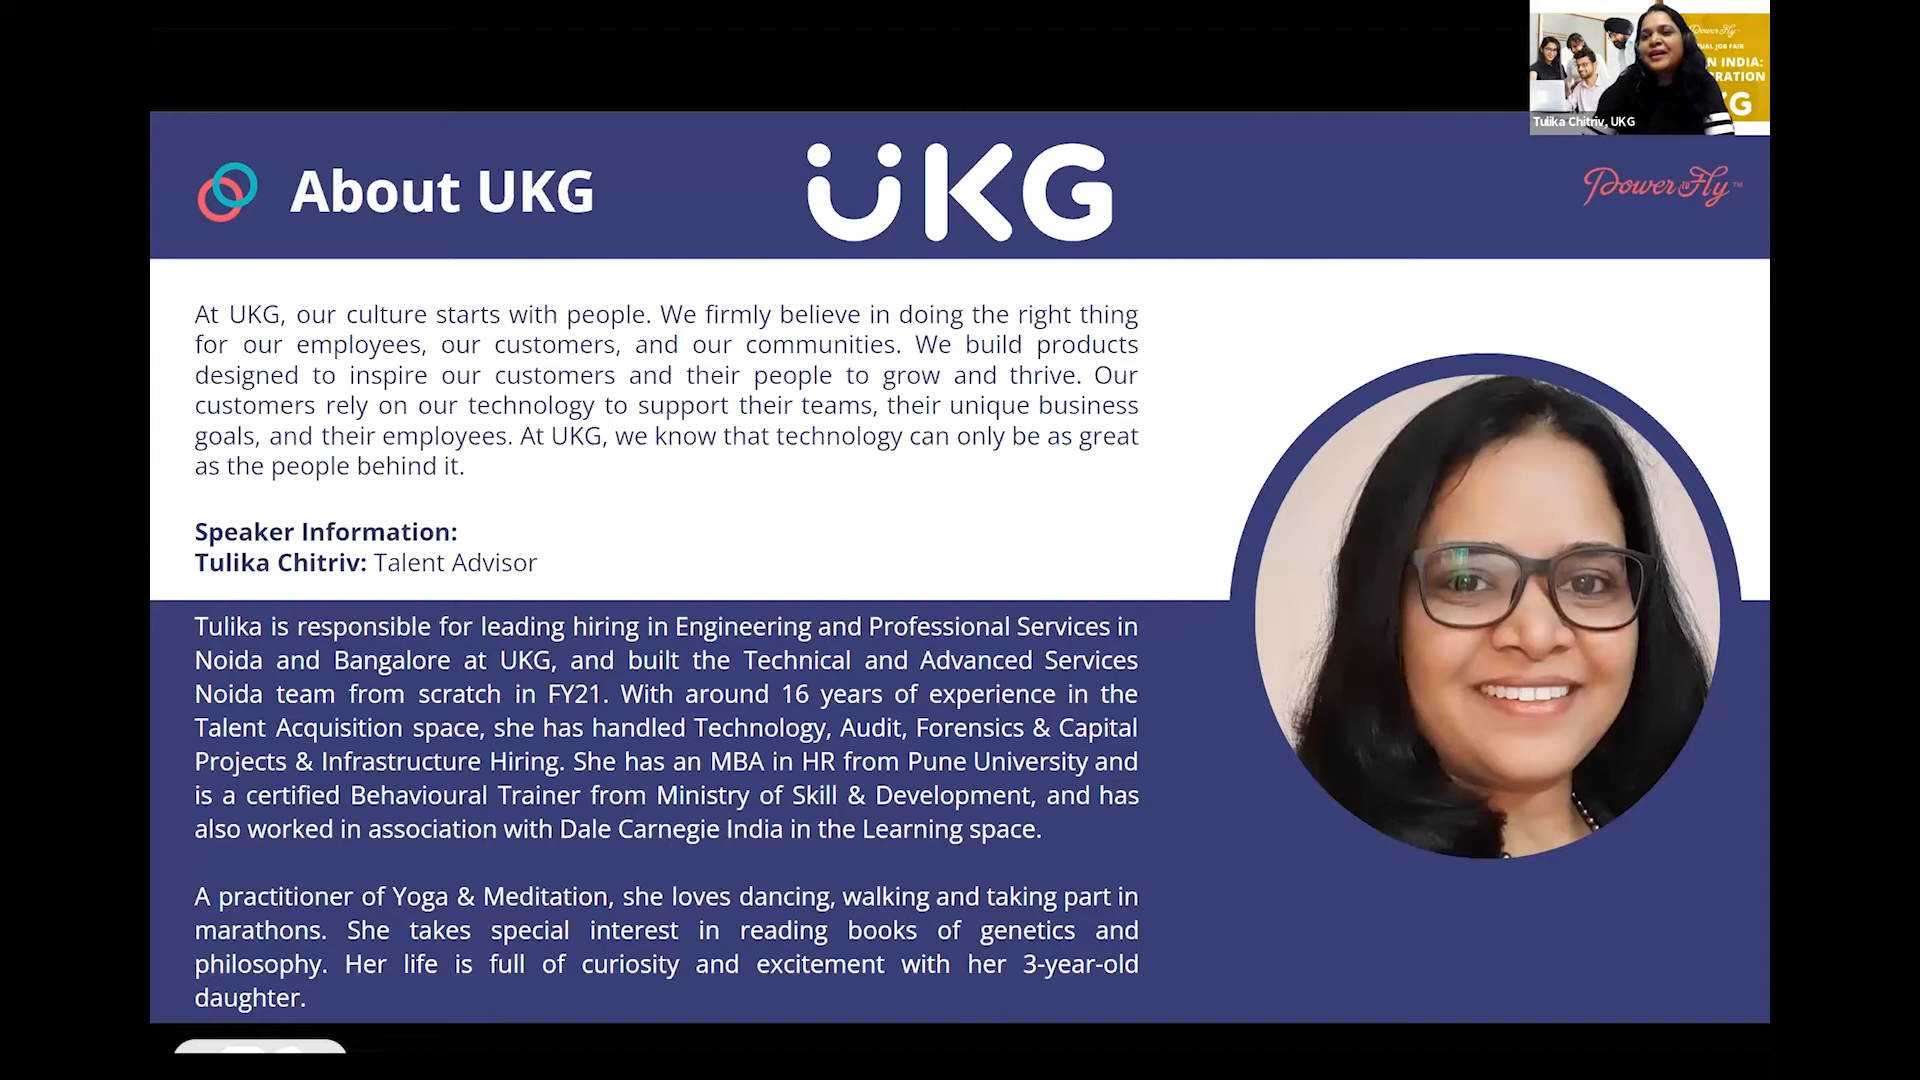 Power to Fly
UAL JOB FAIR
N INDIA:
RATION
G
Tulika Chitriv, UKG
About UKG
UKG
PowerToFly™
At UKG, our culture starts with people. We firmly believe in doing the right thing
for our employees, our customers, and our communities. We build products
designed to inspire our customers and their people to grow and thrive. Our
customers rely on our technology to support their teams, their unique business
goals, and their employees. At UKG, we know that technology can only be as great
as the people behind it.
Speaker Information:
Tulika Chitriv: Talent Advisor
Tulika is responsible for leading hiring in Engineering and Professional Services in
Noida and Bangalore at UKG, and built the Technical and Advanced Services
Noida team from scratch in FY21. With around 16 years of experience in the
Talent Acquisition space, she has handled Technology, Audit, Forensics & Capital
Projects & Infrastructure Hiring. She has an MBA in HR from Pune University and
is a certified Behavioural Trainer from Ministry of Skill & Development, and has
also worked in association with Dale Carnegie India in the Learning space.
A practitioner of Yoga & Meditation, she loves dancing, walking and taking part in
marathons. She takes special interest in reading books of genetics and
philosophy. Her life is full of curiosity and excitement with her 3-year-old
daughter.